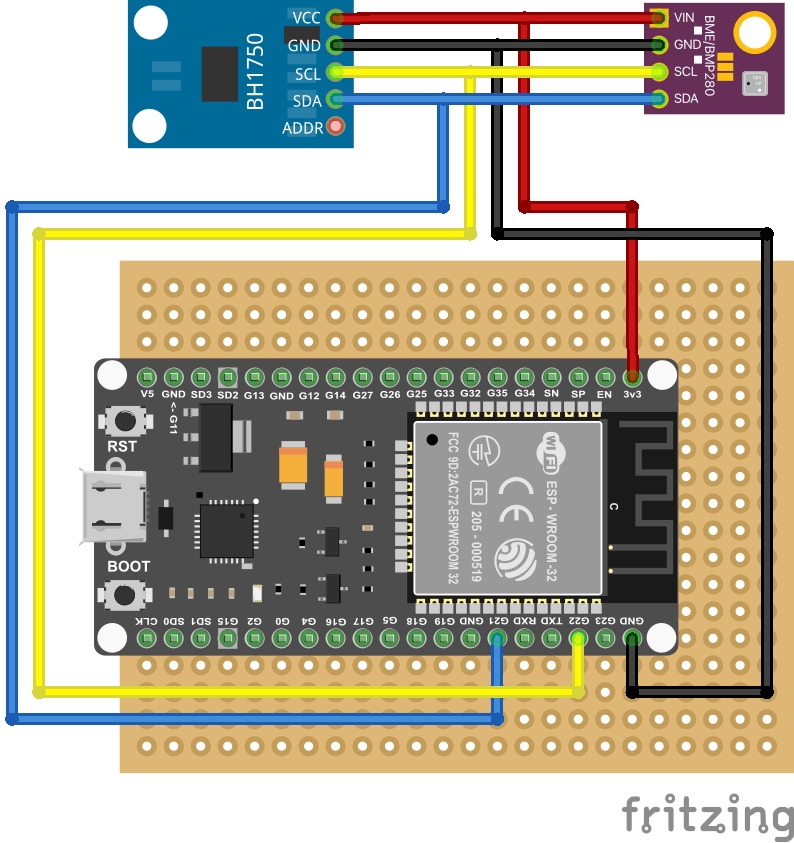 VCC
GND
SCL
SDA
ADDR
BH1750
VIN
GND
SCL
SDA
BME/BMP280
V5 GND SD3 SD2 G13 GND G12 G14 G27 G26 G25 G33 G32 G35 G34 SN SP EN 3v3
<- G11
RST
BOOT
FCC 9D:2AC72-ESPWROOM 32
R
205 - 000519
CE
Wi Fi
ESP - WROOM -32
C
CLK SD0 SD1 G15 G2 G0 G4 G16 G17 G5 G18 G19 GND G21 RXD TXD G22 G23 GND
fritzing